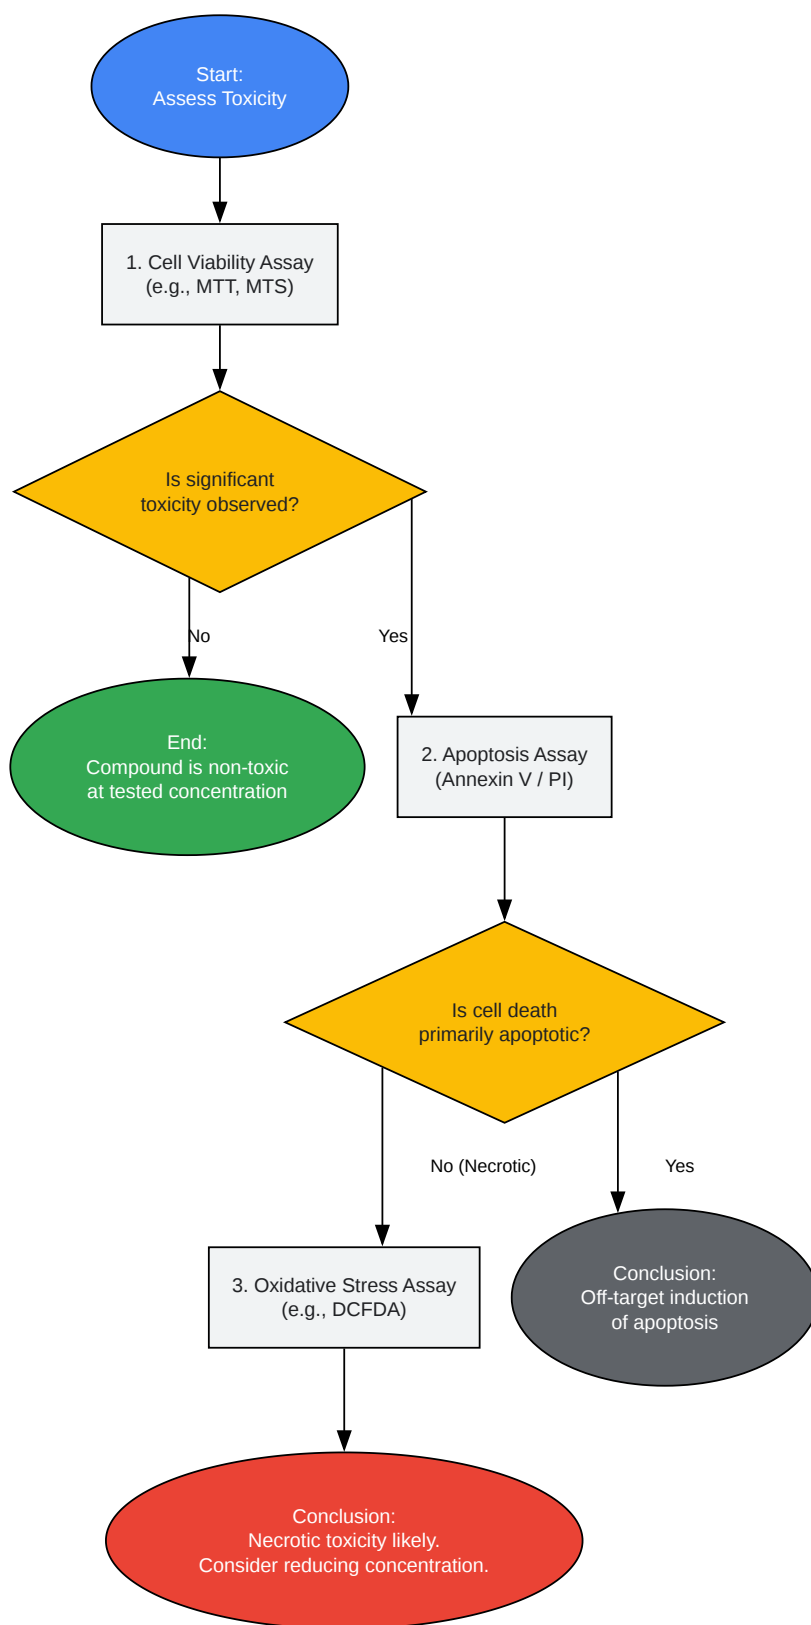 Start:
Assess Toxicity
1. Cell Viability Assay
(e.g., MTT, MTS)
Is significant
toxicity observed?
No
Yes
End:
Compound is non-toxic
at tested concentration
2. Apoptosis Assay
(Annexin V / PI)
Is cell death
primarily apoptotic?
No (Necrotic)
Yes
3. Oxidative Stress Assay
(e.g., DCFDA)
Conclusion:
Off-target induction
of apoptosis
Conclusion:
Necrotic toxicity likely.
Consider reducing concentration.